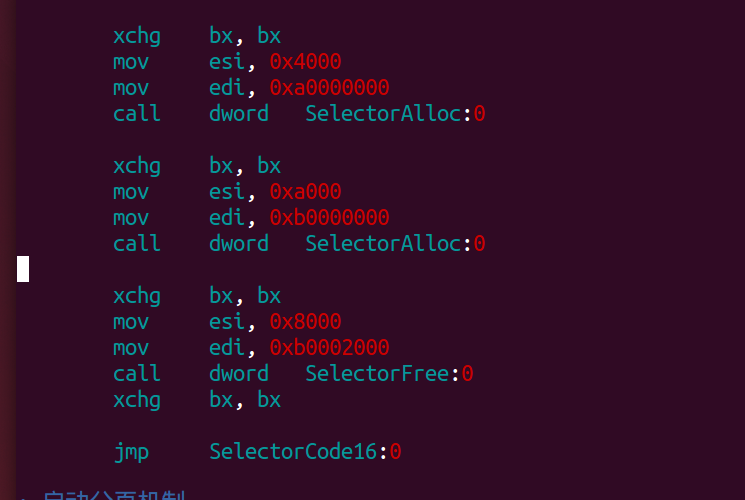 xchg bx, bx
mov esi, 0x4000
mov edi, 0xa0000000
call dword SelectorAlloc:0
xchg bx, bx
mov esi, 0xa000
mov edi, 0xb0000000
call dword SelectorAlloc:0
xchg bx, bx
mov esi, 0x8000
mov edi, 0xb0002000
call dword SelectorFree:0
xchg bx, bx
jmp SelectorCode16:0
; 启动分页机制